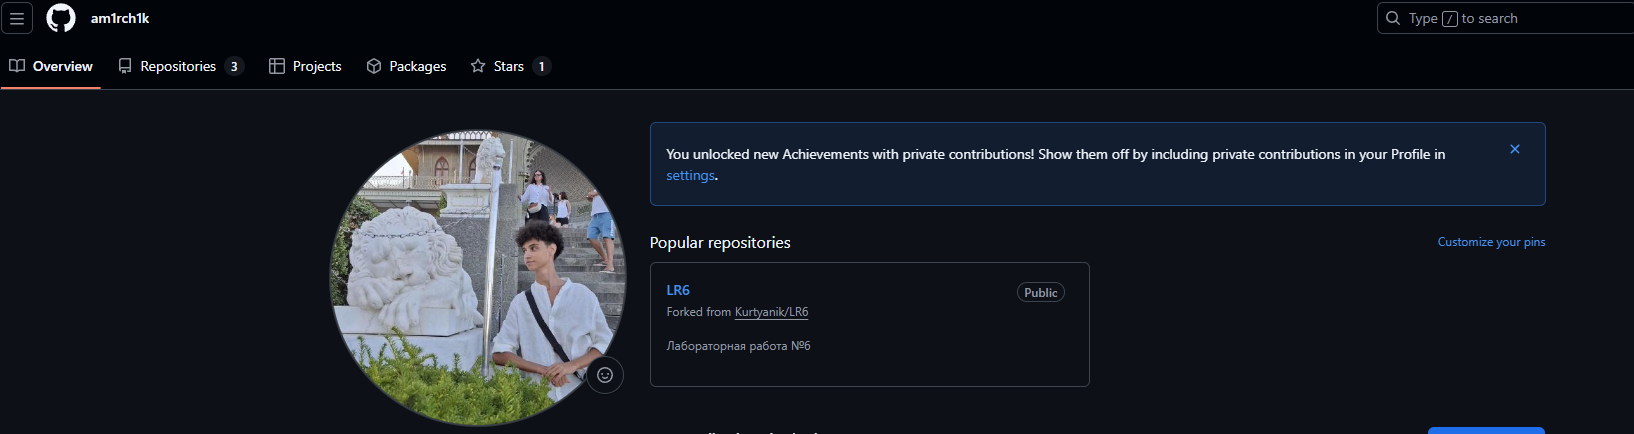 am1rch1k
Type / to search
Overview
Repositories 3
Projects
Packages
Stars 1
You unlocked new Achievements with private contributions! Show them off by including private contributions in your Profile in
settings.
Popular repositories
Customize your pins
LR6
Public
Forked from Kurtyanik/LR6
Лабораторная работа №6